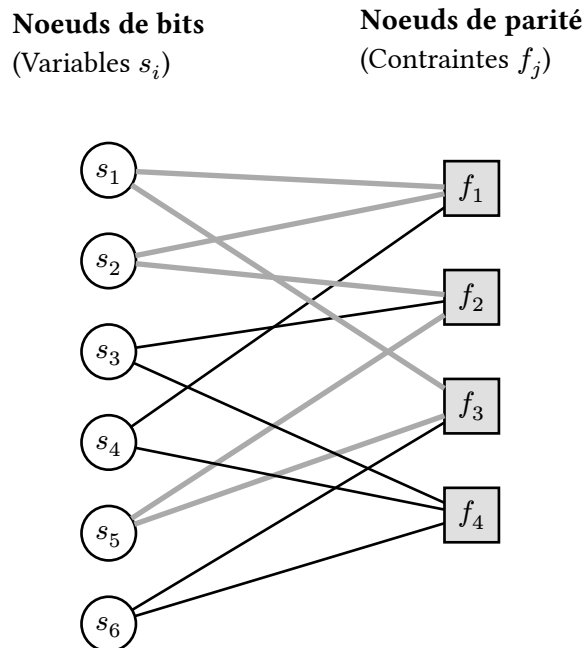 Noeuds de bits
(Variables s_i)
Noeuds de parité
(Contraintes f_j)
s_1
s_2
s_3
s_4
s_5
s_6
f_1
f_2
f_3
f_4